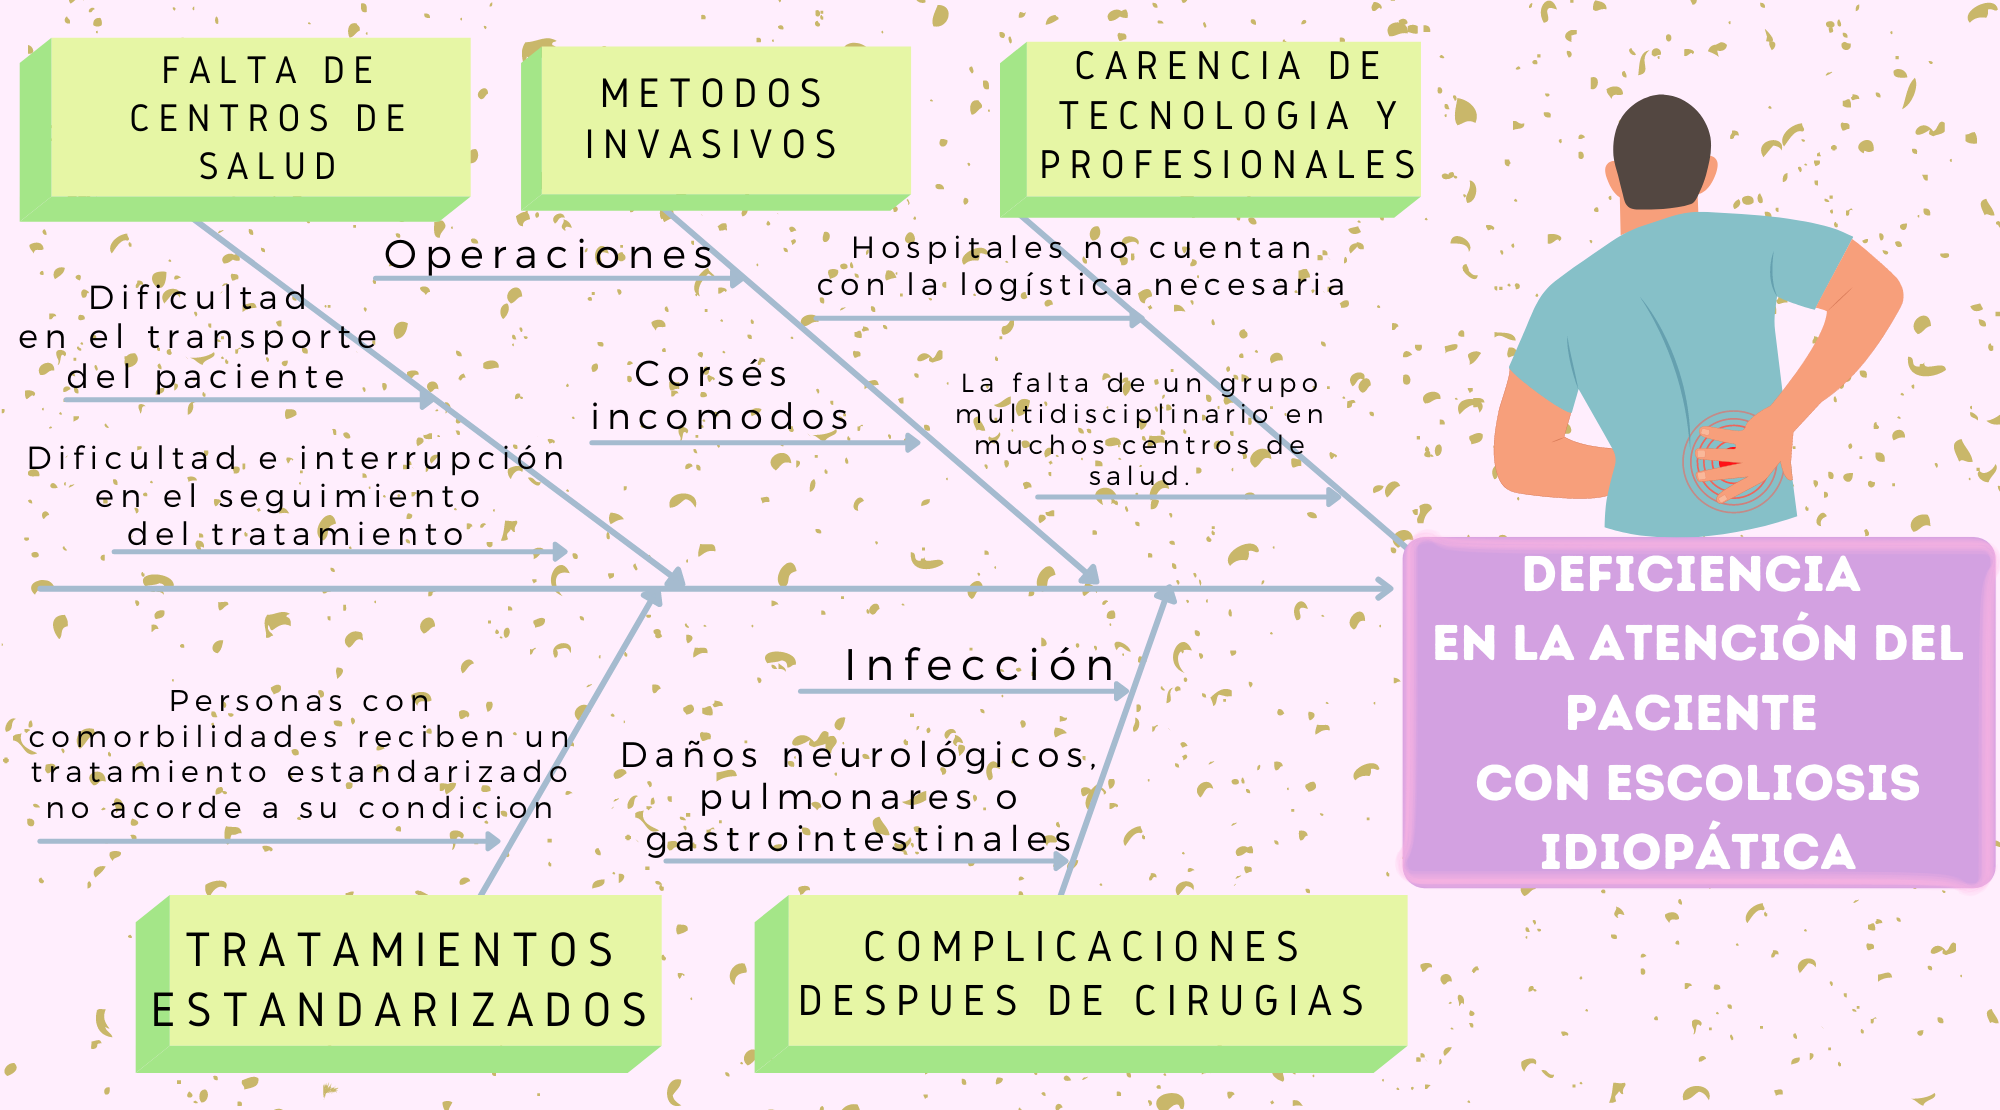 FALTA DE
CENTROS DE
SALUD
METODOS
INVASIVOS
CARENCIA DE
TECNOLOGIA Y
PROFESIONALES
Dificultad
en el transporte
del paciente
Dificultad e interrupción
en el seguimiento
del tratamiento
Operaciones
Corsés
incomodos
Hospitales no cuentan
con la logística necesaria
La falta de un grupo
multidisciplinario en
muchos centros de
salud.
DEFICIENCIA
EN LA ATENCIÓN DEL
PACIENTE
CON ESCOLIOSIS
IDIOPÁTICA
Personas con
comorbilidades reciben un
tratamiento estandarizado
no acorde a su condicion
Infección
Daños neurológicos,
pulmonares o
gastrointestinales
TRATAMIENTOS
ESTANDARIZADOS
COMPLICACIONES
DESPUES DE CIRUGIAS